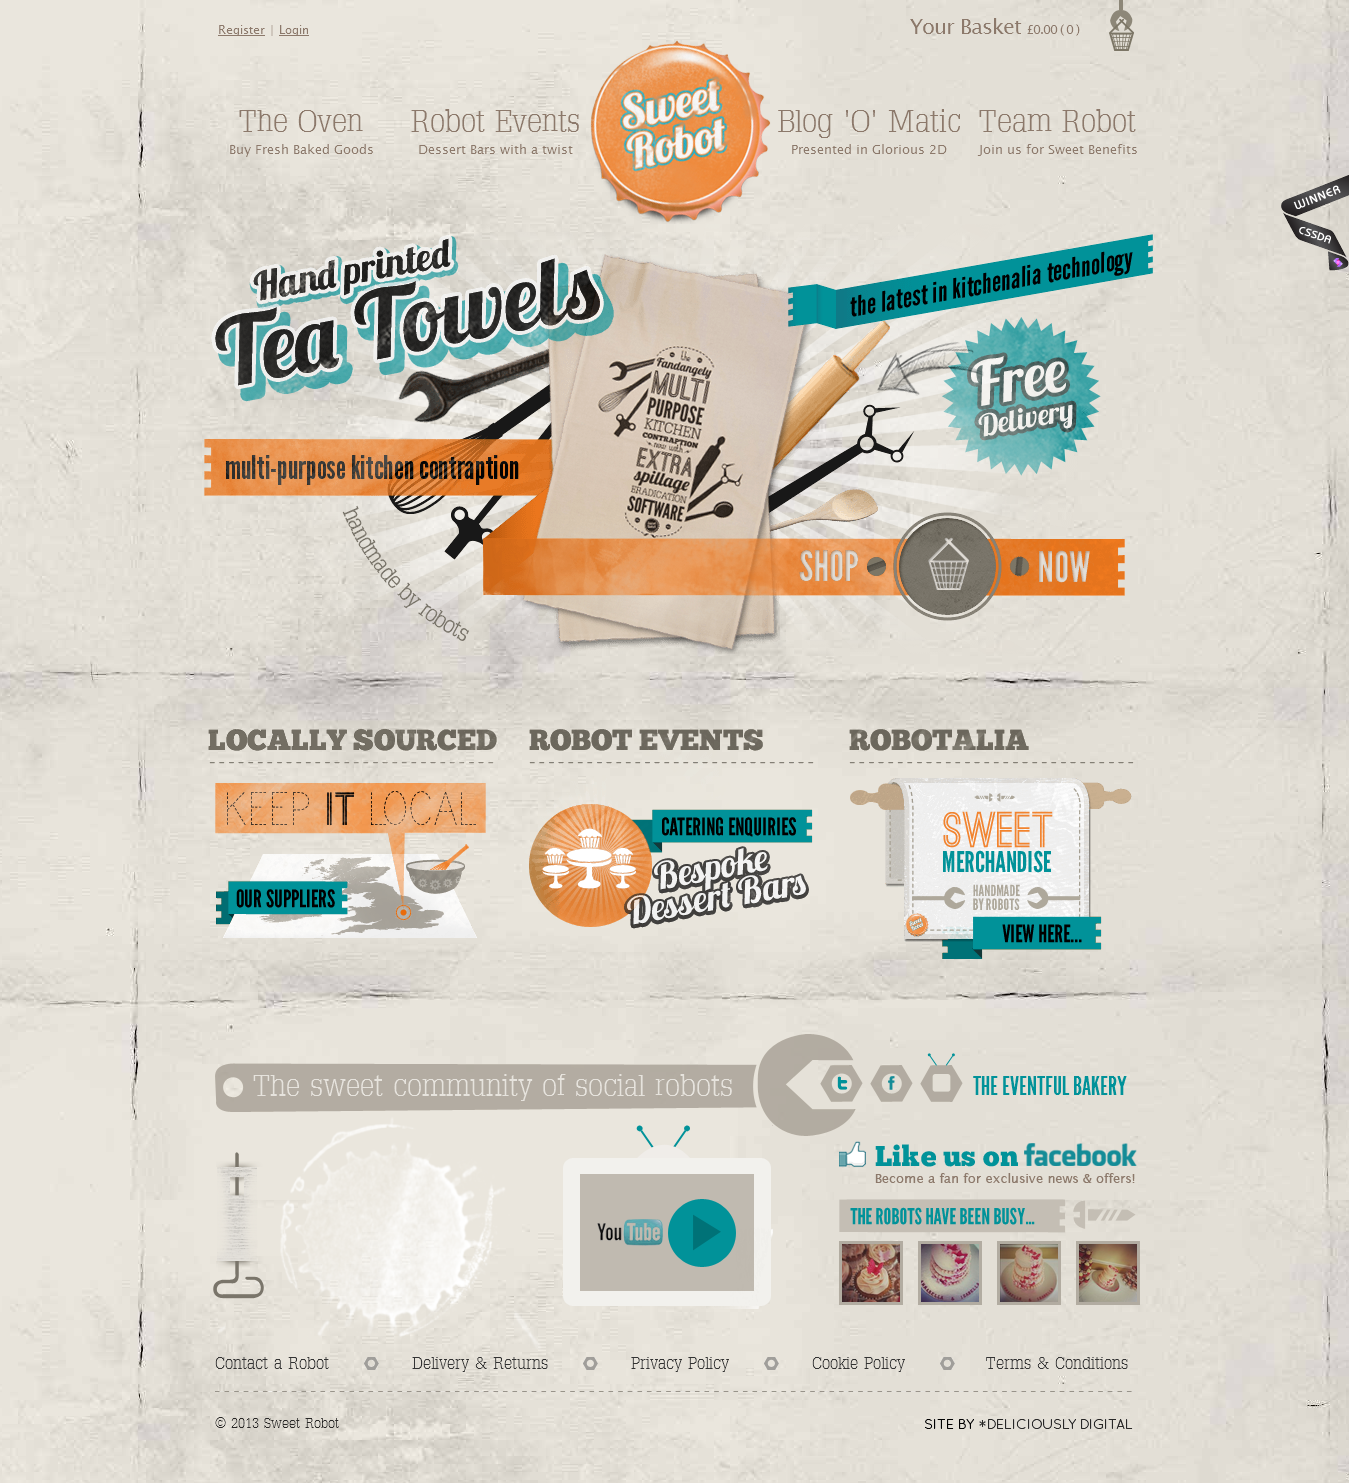 Register | Login
Your Basket £0.00 ( 0 )
The Oven
Buy Fresh Baked Goods
Robot Events
Dessert Bars with a twist
Sweet
Robot
Blog 'O' Matic
Presented in Glorious 2D
Team Robot
Join us for Sweet Benefits
WINNER
CSSDA
Hand printed
Tea Towels
the latest in kitchenalia technology
Free
Delivery
multi-purpose kitchen contraption
handmade by robots
the
Fandangely
MULTI
PURPOSE
KITCHEN
CONTRAPTION
now with
EXTRA
spillage
ERADICATION
SOFTWARE
SHOP NOW
LOCALLY SOURCED
KEEP IT LOCAL
OUR SUPPLIERS
ROBOT EVENTS
CATERING ENQUIRIES
Bespoke
Dessert Bars
ROBOTALIA
SWEET
MERCHANDISE
HANDMADE
BY ROBOTS
VIEW HERE...
The sweet community of social robots
THE EVENTFUL BAKERY
You Tube
Like us on facebook
Become a fan for exclusive news & offers!
THE ROBOTS HAVE BEEN BUSY...
Contact a Robot
Delivery & Returns
Privacy Policy
Cookie Policy
Terms & Conditions
© 2013 Sweet Robot
SITE BY *DELICIOUSLY DIGITAL